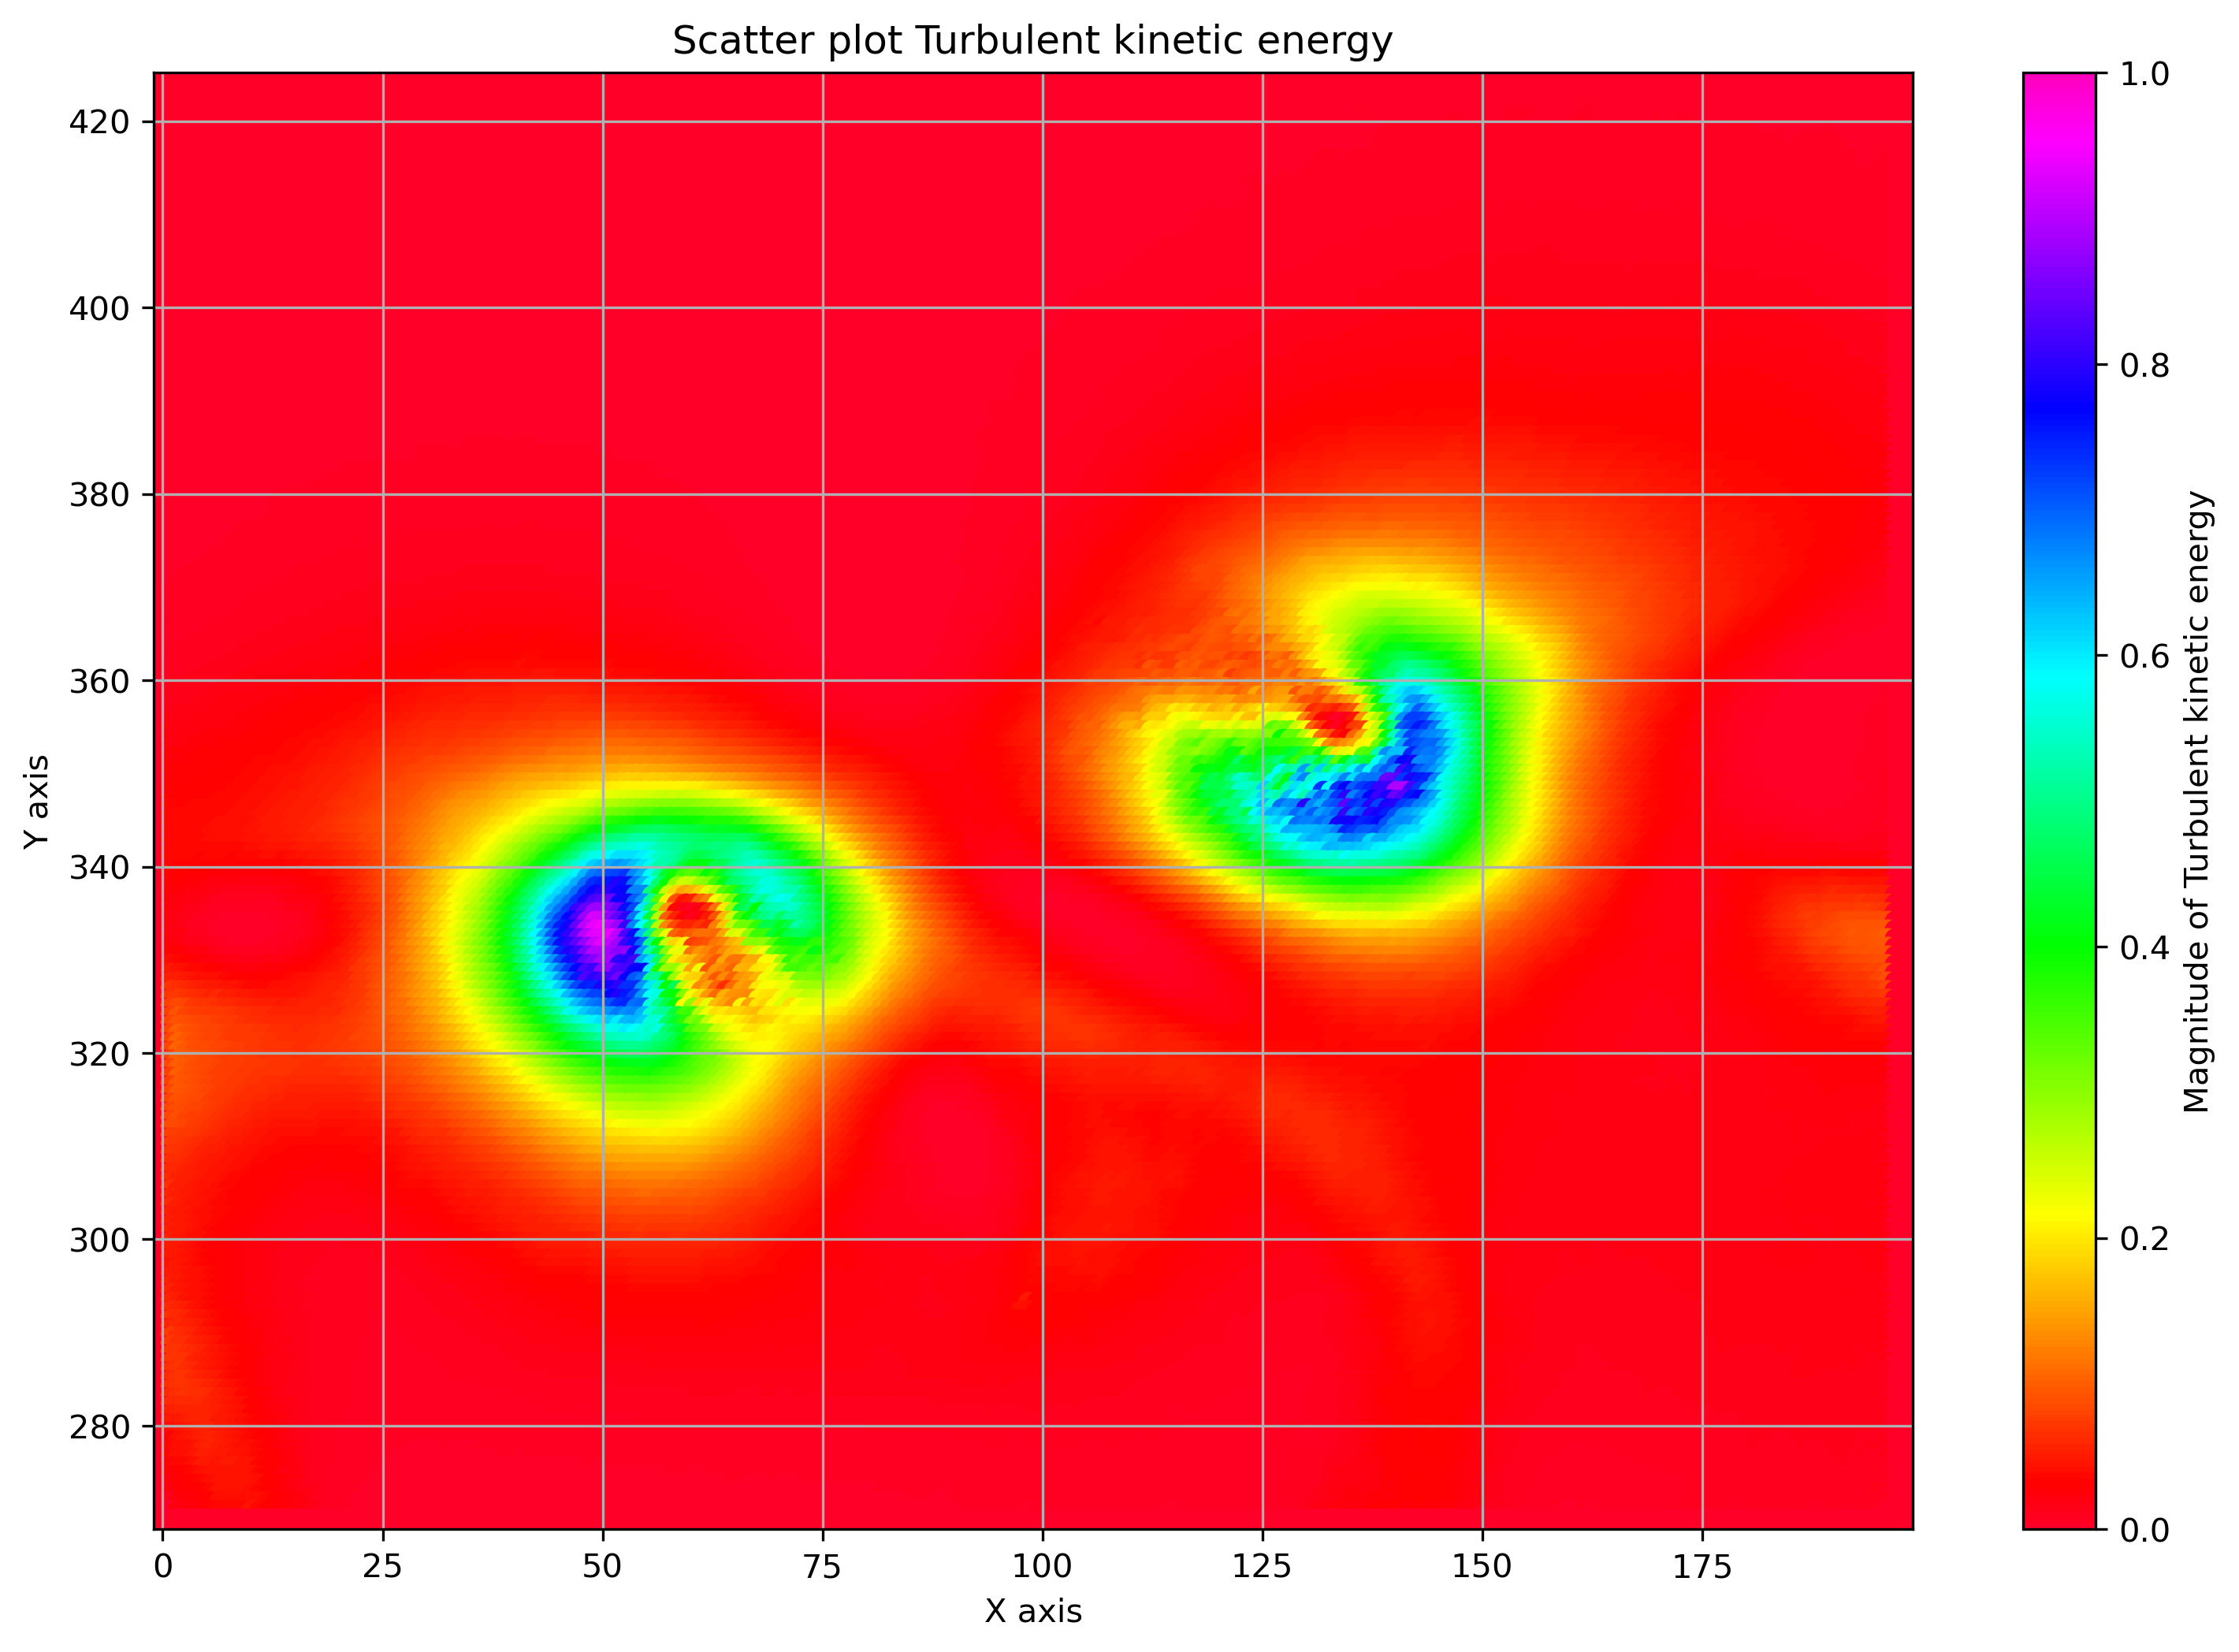 Scatter plot Turbulent kinetic energy
420
400
380
360
340
320
300
280
Y axis
0 25 50 75 100 125 150 175
X axis
1.0
0.8
0.6
0.4
0.2
0.0
Magnitude of Turbulent kinetic energy